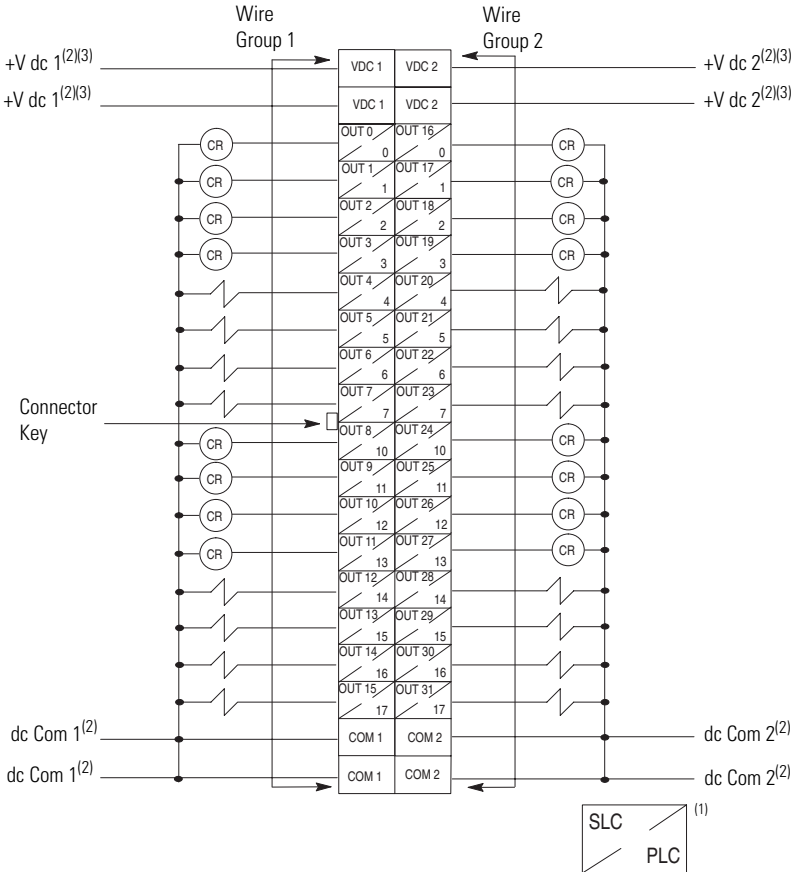 Wire Group 1
Wire Group 2
+V dc 1(2)(3) VDC 1 VDC 2 +V dc 2(2)(3)
+V dc 1(2)(3) VDC 1 VDC 2 +V dc 2(2)(3)
CR OUT 0 0 OUT 16 0 CR
CR OUT 1 1 OUT 17 1 CR
CR OUT 2 2 OUT 18 2 CR
CR OUT 3 3 OUT 19 3 CR
OUT 4 4 OUT 20 4
OUT 5 5 OUT 21 5
OUT 6 6 OUT 22 6
OUT 7 7 OUT 23 7
Connector Key
CR OUT 8 10 OUT 24 10 CR
CR OUT 9 11 OUT 25 11 CR
CR OUT 10 12 OUT 26 12 CR
CR OUT 11 13 OUT 27 13 CR
OUT 12 14 OUT 28 14
OUT 13 15 OUT 29 15
OUT 14 16 OUT 30 16
OUT 15 17 OUT 31 17
dc Com 1(2) COM 1 COM 2 dc Com 2(2)
dc Com 1(2) COM 1 COM 2 dc Com 2(2)
SLC PLC (1)